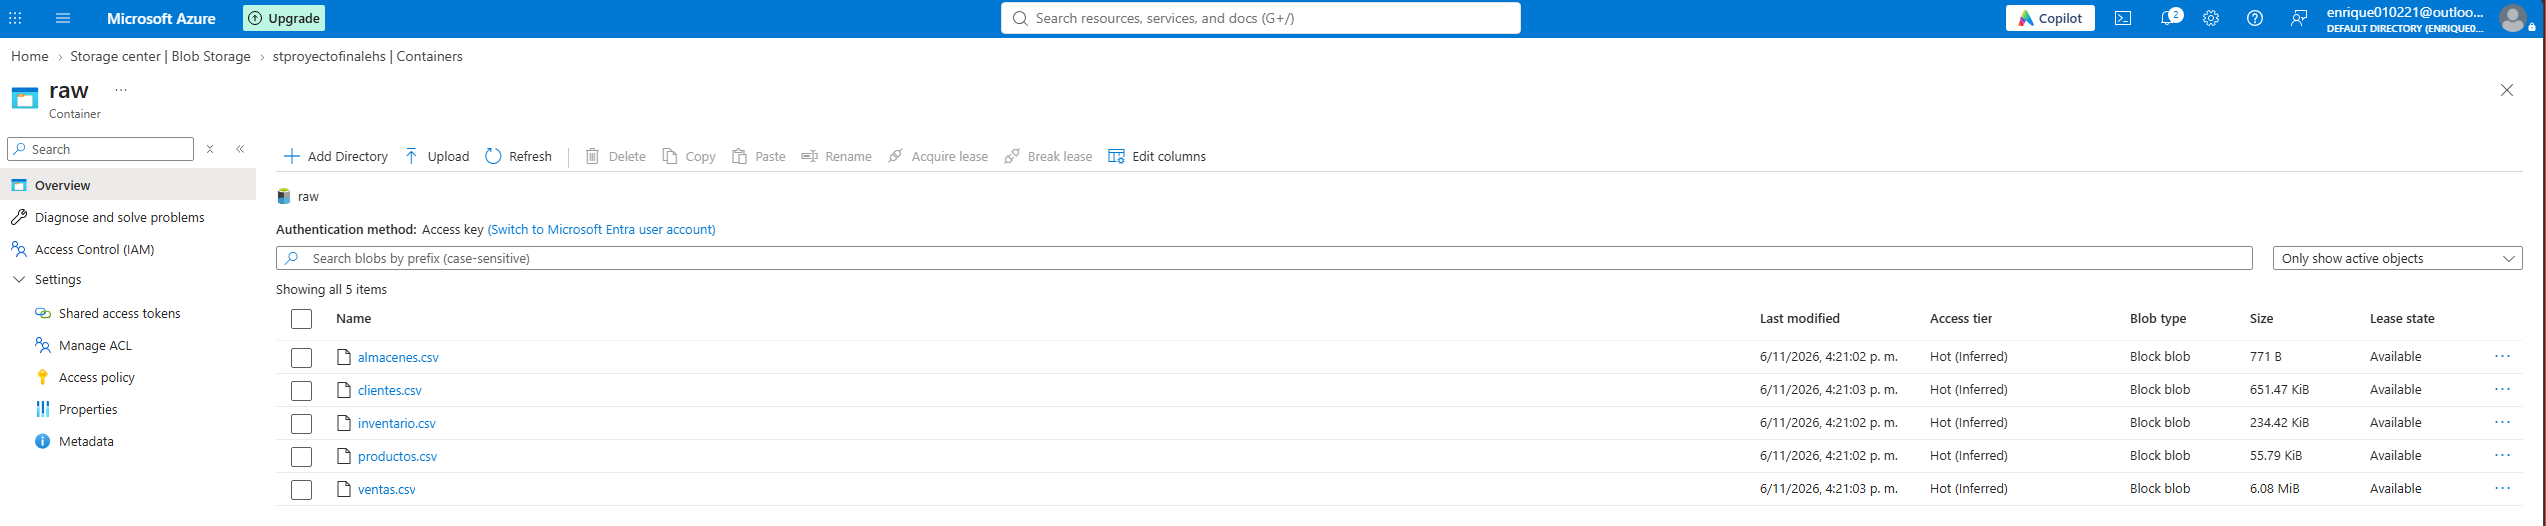 Microsoft Azure Upgrade Search resources, services, and docs (G+/) Copilot 2 enrique010221@outloo...
DEFAULT DIRECTORY (ENRIQUE0...
Home > Storage center | Blob Storage > stproyectofinalehs | Containers
raw ...
Container
Search
Add Directory Upload Refresh Delete Copy Paste Rename Acquire lease Break lease Edit columns
Overview
Diagnose and solve problems
Access Control (IAM)
Settings
Shared access tokens
Manage ACL
Access policy
Properties
Metadata
raw
Authentication method: Access key (Switch to Microsoft Entra user account)
Search blobs by prefix (case-sensitive) Only show active objects
Showing all 5 items
Name Last modified Access tier Blob type Size Lease state
almacenes.csv 6/11/2026, 4:21:02 p. m. Hot (Inferred) Block blob 771 B Available ...
clientes.csv 6/11/2026, 4:21:03 p. m. Hot (Inferred) Block blob 651.47 KiB Available ...
inventario.csv 6/11/2026, 4:21:02 p. m. Hot (Inferred) Block blob 234.42 KiB Available ...
productos.csv 6/11/2026, 4:21:02 p. m. Hot (Inferred) Block blob 55.79 KiB Available ...
ventas.csv 6/11/2026, 4:21:03 p. m. Hot (Inferred) Block blob 6.08 MiB Available ...